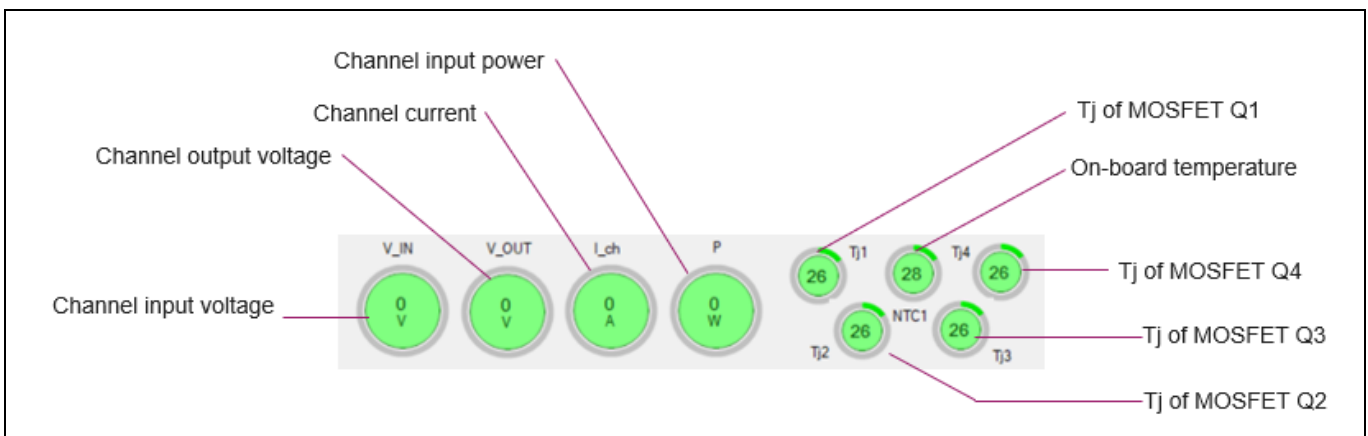 Channel input power
Channel current
Channel output voltage
Channel input voltage
Tj of MOSFET Q1
On-board temperature
Tj of MOSFET Q4
Tj of MOSFET Q3
Tj of MOSFET Q2
V_IN
V_OUT
I_ch
P
0
V
0
V
0
A
0
W
26
Tj1
28
Tj4
26
Tj2
26
NTC1
26
Tj3